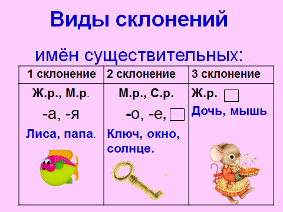 Виды склонений
имён существительных:
1 склонение 2 склонение 3 склонение
Ж.р., М.р. М.р., С.р. Ж.р.
-а, -я -о, -е, Дочь, мышь
Лиса, папа. Ключ, окно,
солнце.